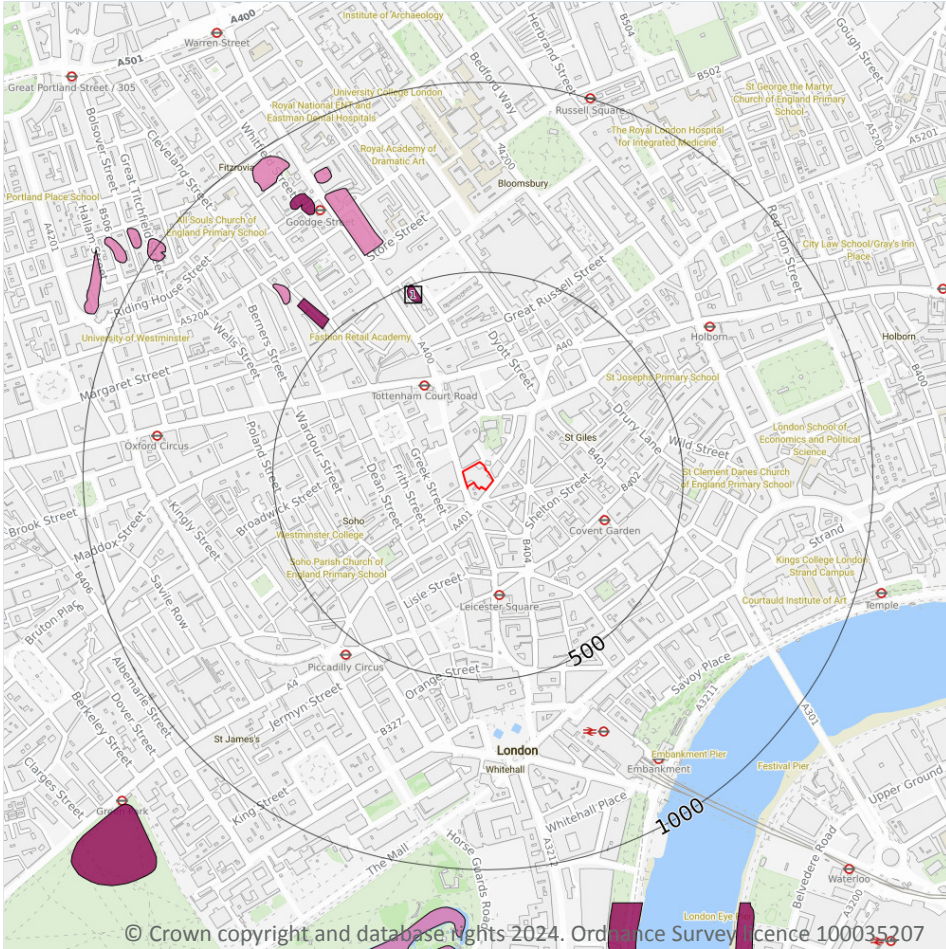 A400
Warren Street
A501
Great Portland Street / 305
Institute of Archaeology
Herbrand Street
B504
Gough Street
Bedford Way
B502
Russell Square
St George the Martyr
Church of England Primary
School
University College London
Royal National ENT and
Eastman Dental Hospitals
The Royal London Hospital
for Integrated Medicine
A5200
A5201
Bolsover Street
Cleveland Street
Great Titchfield Street
Royal Academy of
Dramatic Art
A4200
Bloomsbury
Fitzrovia
Portland Place School
B506
Hallam Street
A4201
All Souls Church of
England Primary School
Goodge Street
Store Street
Red Lion Street
City Law School/Gray's Inn
Place
Riding House Street
A5204
Berners Street
Wells Street
University of Westminster
1
Great Russell Street
Fashion Retail Academy
A400
Dyott Street
A40
Holborn
Holborn
B400
Margaret Street
Tottenham Court Road
St Josephs Primary School
Oxford Circus
Poland Street
Wardour Street
Dean Street
Frith Street
Greek Street
St Giles
Drury Lane
Wild Street
B401
B402
London School of
Economics and Political
Science
St Clement Danes Church
of England Primary School
Brook Street
Maddox Street
Kingly Street
Broadwick Street
Soho
Westminster College
A401
Shelton Street
Covent Garden
B404
Strand
Soho Parish Church of
England Primary School
Kings College London
Strand Campus
B406
Savile Row
Bruton Place
Lisle Street
Leicester Square
Courtauld Institute of Art
Temple
500
Albemarle Street
Dover Street
Berkeley Street
Piccadilly Circus
A4
Orange Street
Savoy Place
A3211
A301
Jermyn Street
B327
St James's
London
Whitehall
Embankment Pier
Embankment
Festival Pier
Clarges Street
Green Park
King Street
Upper Ground
Whitehall Place
1000
The Mall
Horse Guards Road
A3212
Belvedere Road
Waterloo
A3200
London Eye
© Crown copyright and database rights 2024. Ordnance Survey licence 100035207